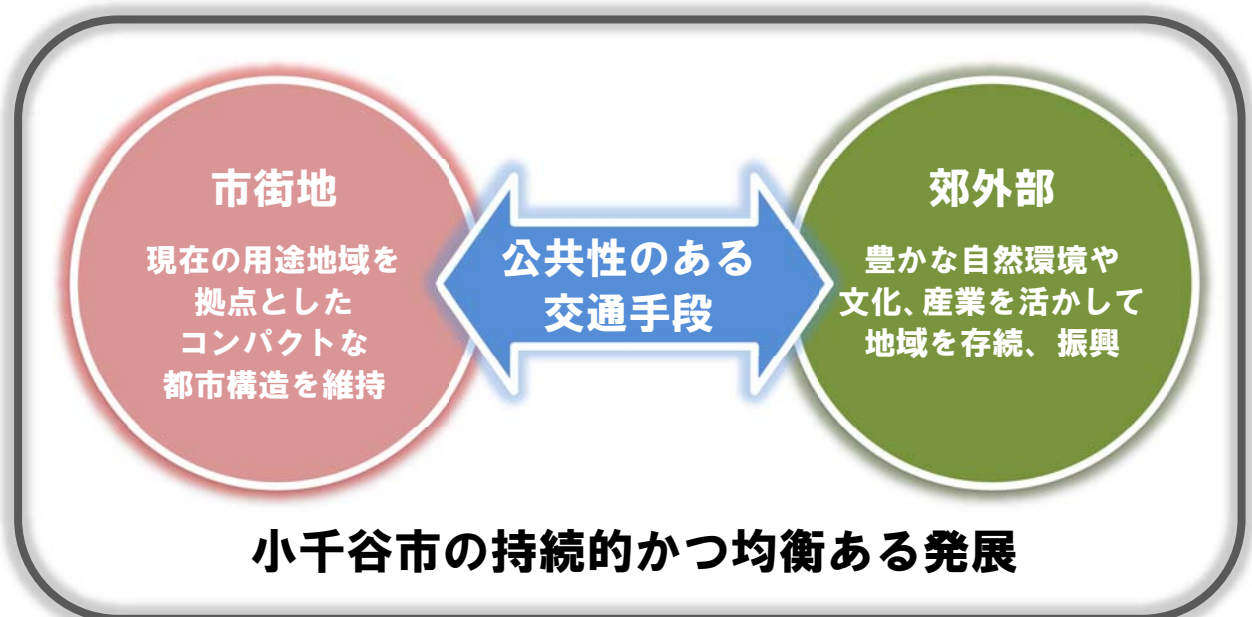 市街地
現在の用途地域を
拠点とした
コンパクトな
都市構造を維持
公共性のある
交通手段
郊外部
豊かな自然環境や
文化、産業を活かして
地域を存続、振興
小千谷市の持続的かつ均衡ある発展